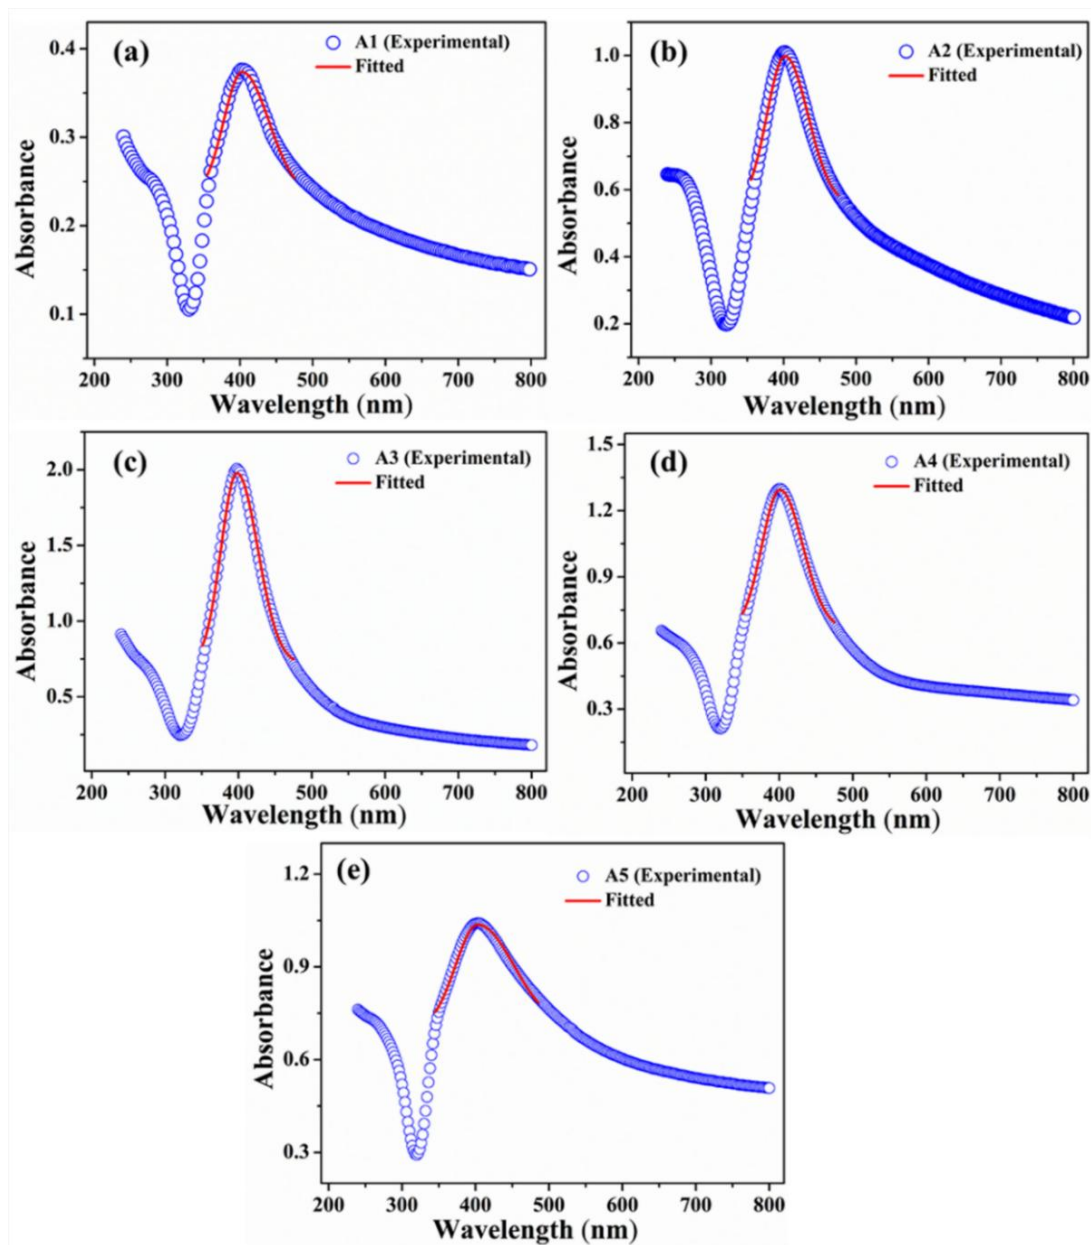 (a)
A1 (Experimental)
Fitted
Absorbance
0.4
0.3
0.2
0.1
200 300 400 500 600 700 800
Wavelength (nm)
(b)
A2 (Experimental)
Fitted
Absorbance
1.0
0.8
0.6
0.4
0.2
200 300 400 500 600 700 800
Wavelength (nm)
(c)
A3 (Experimental)
Fitted
Absorbance
2.0
1.5
1.0
0.5
200 300 400 500 600 700 800
Wavelength (nm)
(d)
A4 (Experimental)
Fitted
Absorbance
1.5
1.2
0.9
0.6
0.3
200 300 400 500 600 700 800
Wavelength (nm)
(e)
A5 (Experimental)
Fitted
Absorbance
1.2
0.9
0.6
0.3
200 300 400 500 600 700 800
Wavelength (nm)